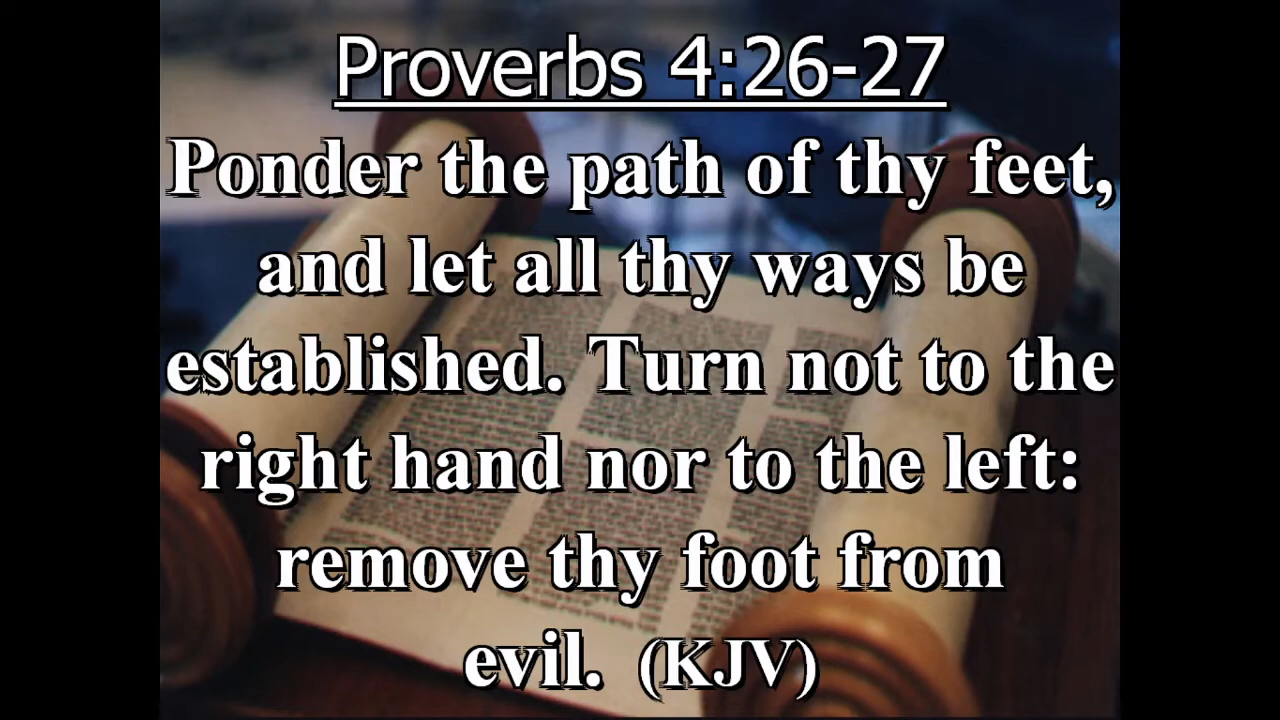 Proverbs 4:26-27
Ponder the path of thy feet,
and let all thy ways be
established. Turn not to the
right hand nor to the left:
remove thy foot from
evil. (KJV)